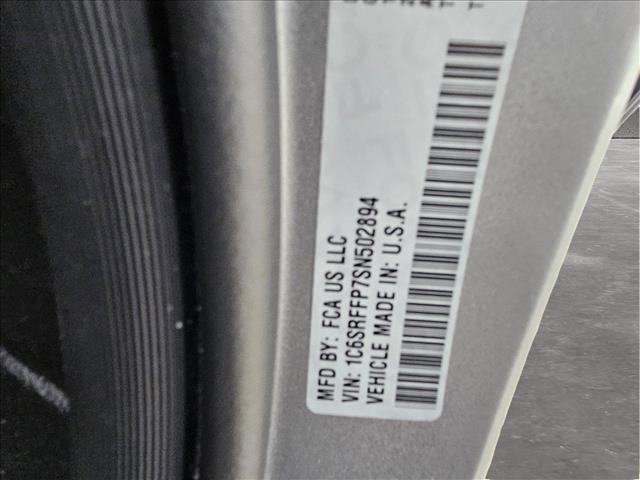 MFD BY: FCA US LLC
VIN: 1C6SRFFP7SN502894
VEHICLE MADE IN: U.S.A.